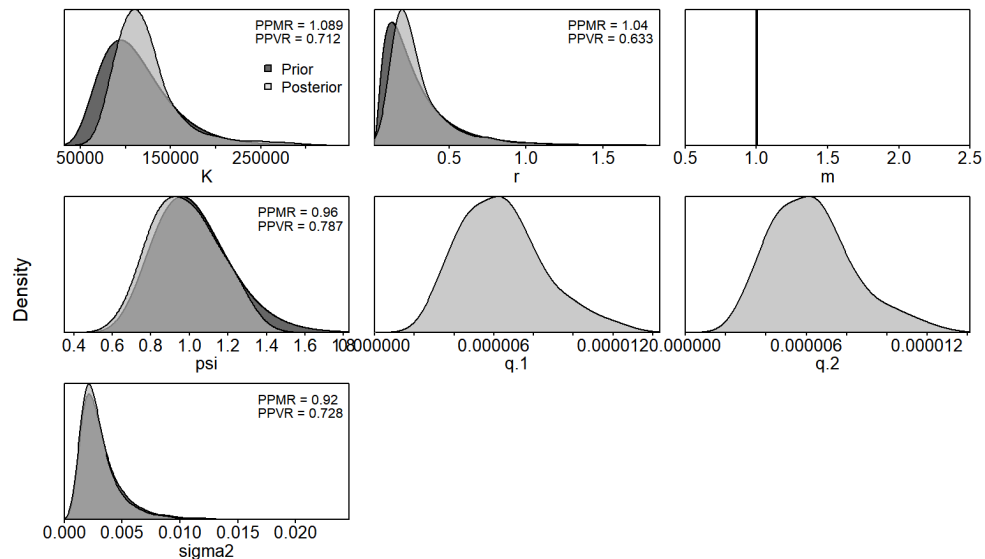 PPMR = 1.089
PPVR = 0.712
Prior
Posterior
50000 150000 250000
K
PPMR = 1.04
PPVR = 0.633
0.5 1.0 1.5
r
0.5 1.0 1.5 2.0 2.5
m
Density
PPMR = 0.96
PPVR = 0.787
0.4 0.6 0.8 1.0 1.2 1.4 1.6 1.8
psi
0.000000 0.000006 0.000012
q.1
0.000000 0.000006 0.000012
q.2
PPMR = 0.92
PPVR = 0.728
0.000 0.005 0.010 0.015 0.020
sigma2